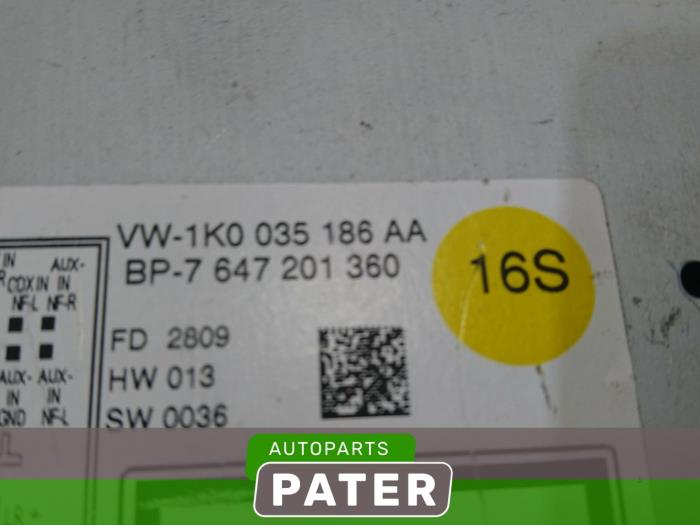 VW-1K0 035 186 AA
BP-7 647 201 360
16S
FD 2809
HW 013
SW 0036
IN AUX-
CDX IN IN
NF-L NF-R
AUX- AUX-
IN IN
GND NF-L
AUTOPARTS
PATER